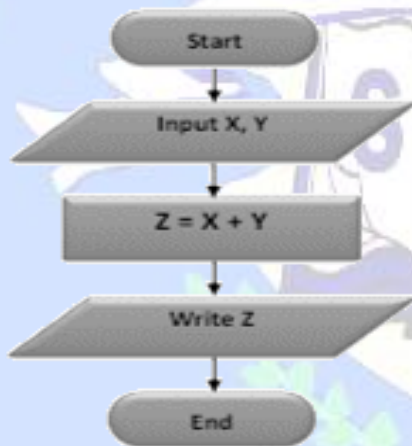 Start
Input X, Y
Z = X + Y
Write Z
End